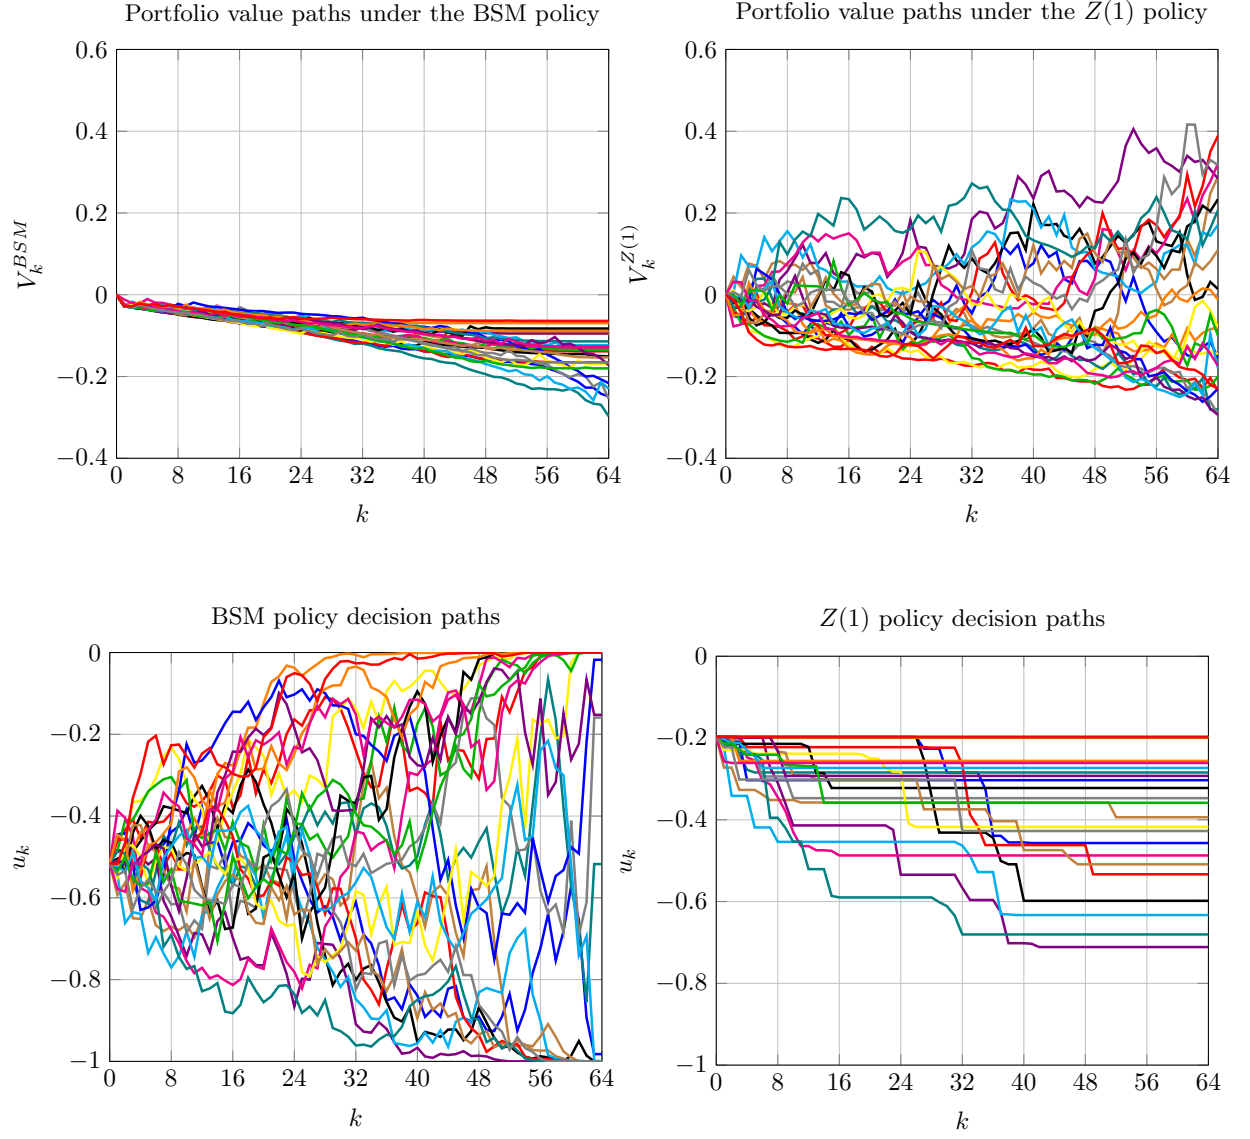 Portfolio value paths under the BSM policy
0.6
0.4
0.2
0
−0.2
−0.4
0 8 16 24 32 40 48 56 64
k
V_k^{BSM}
Portfolio value paths under the Z(1) policy
0.6
0.4
0.2
0
−0.2
−0.4
0 8 16 24 32 40 48 56 64
k
V_k^{Z(1)}
BSM policy decision paths
0
−0.2
−0.4
−0.6
−0.8
−1
0 8 16 24 32 40 48 56 64
k
u_k
Z(1) policy decision paths
0
−0.2
−0.4
−0.6
−0.8
−1
0 8 16 24 32 40 48 56 64
k
u_k